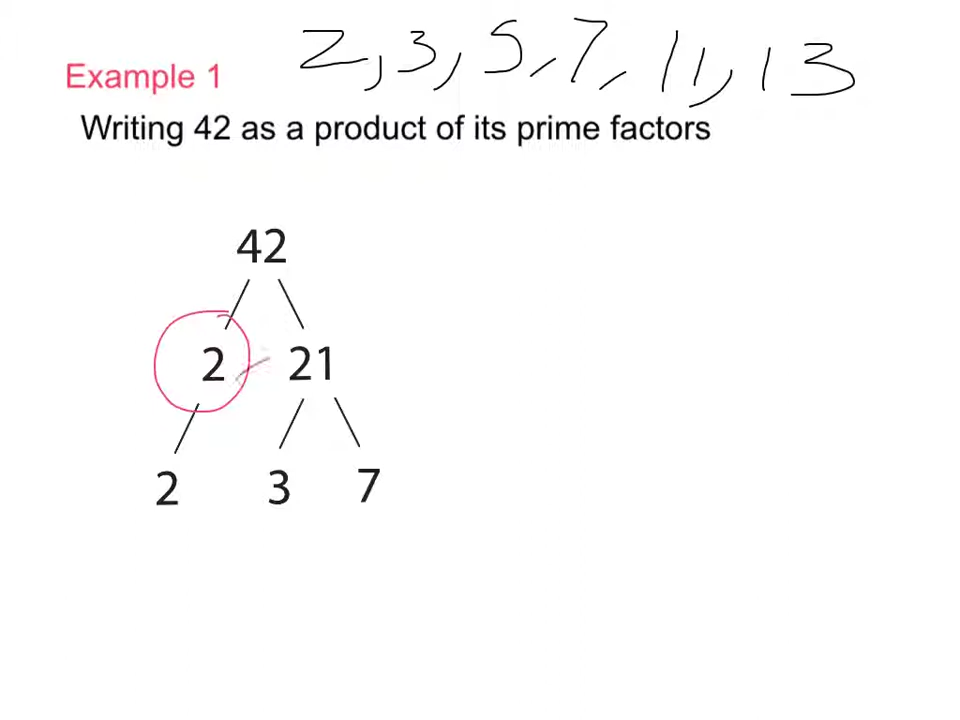 2, 3, 5, 7, 11, 13
Example 1
Writing 42 as a product of its prime factors
42
2 21
2 3 7